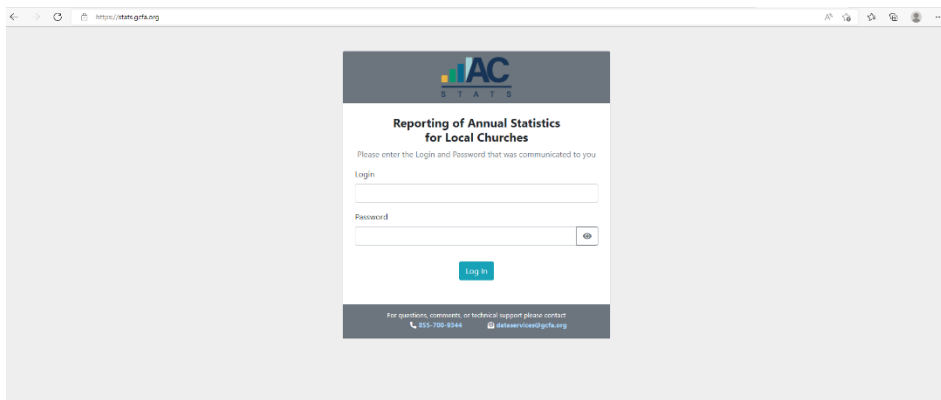 https://stats.gcfa.org
AC
STATS
Reporting of Annual Statistics
for Local Churches
Please enter the Login and Password that was communicated to you
Login
Password
Log In
For questions, comments, or technical support please contact
855-700-9344 dataservices@gcfa.org